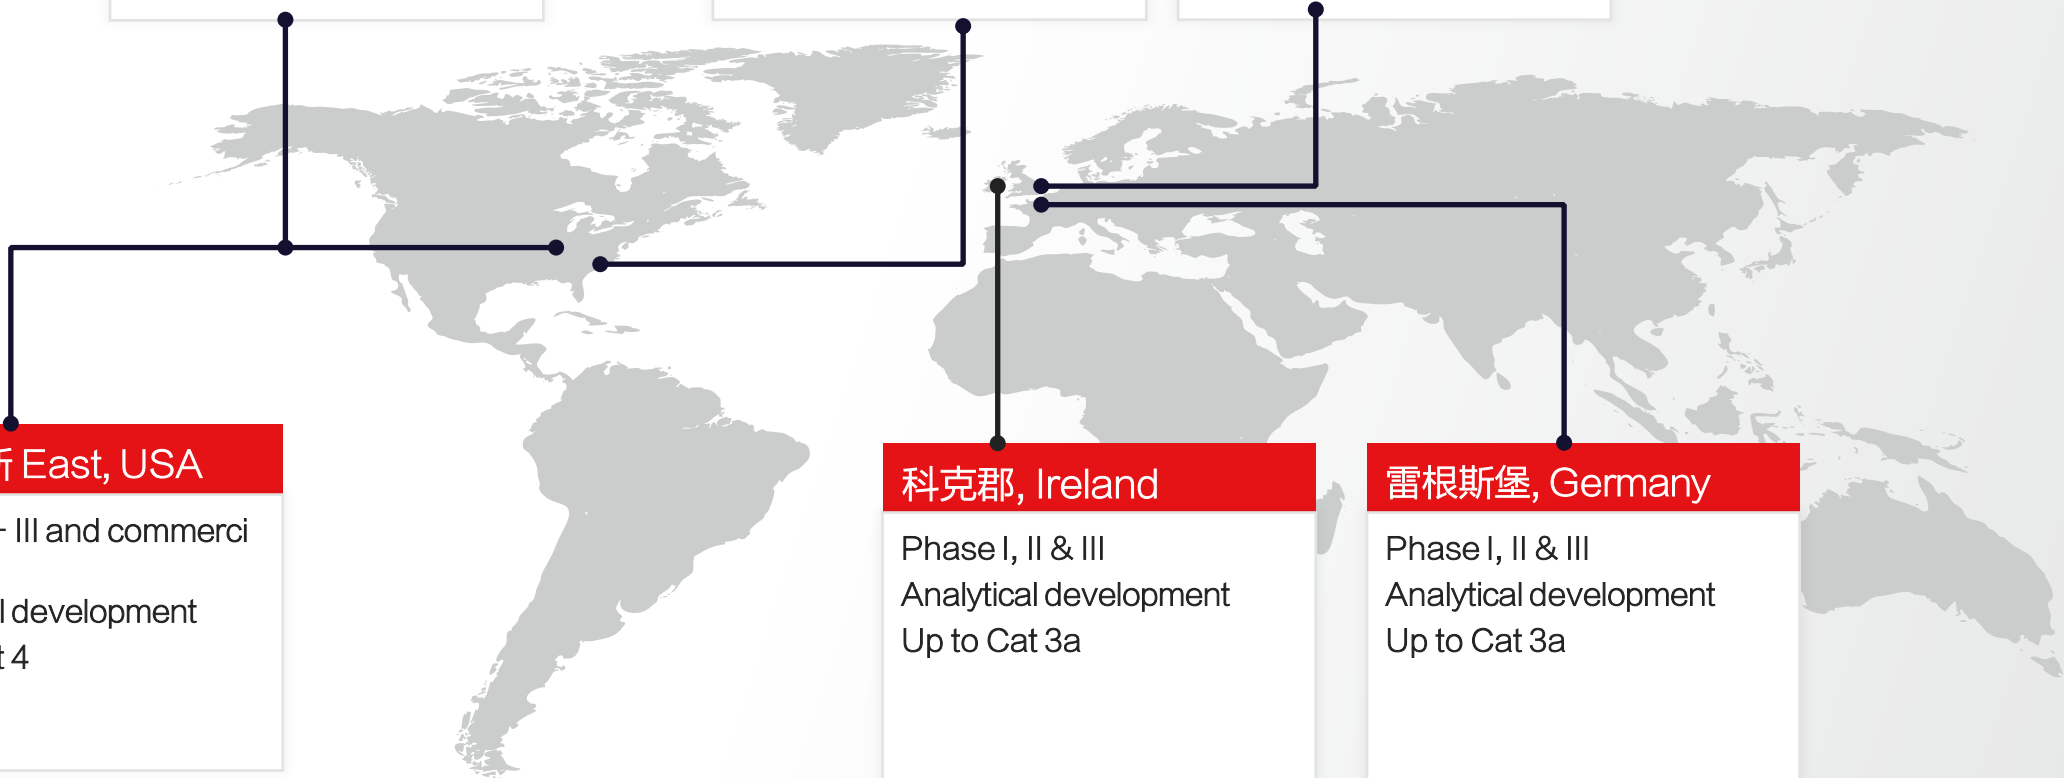 East, USA
III and commerci
development
4
科克郡, Ireland
Phase I, II & III
Analytical development
Up to Cat 3a
雷根斯堡, Germany
Phase I, II & III
Analytical development
Up to Cat 3a